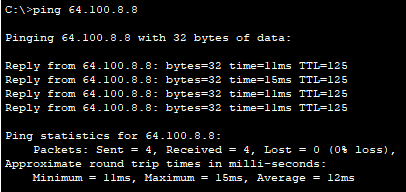 C:\>ping 64.100.8.8
Pinging 64.100.8.8 with 32 bytes of data:
Reply from 64.100.8.8: bytes=32 time=11ms TTL=125
Reply from 64.100.8.8: bytes=32 time=15ms TTL=125
Reply from 64.100.8.8: bytes=32 time=11ms TTL=125
Reply from 64.100.8.8: bytes=32 time=11ms TTL=125
Ping statistics for 64.100.8.8:
    Packets: Sent = 4, Received = 4, Lost = 0 (0% loss),
Approximate round trip times in milli-seconds:
    Minimum = 11ms, Maximum = 15ms, Average = 12ms